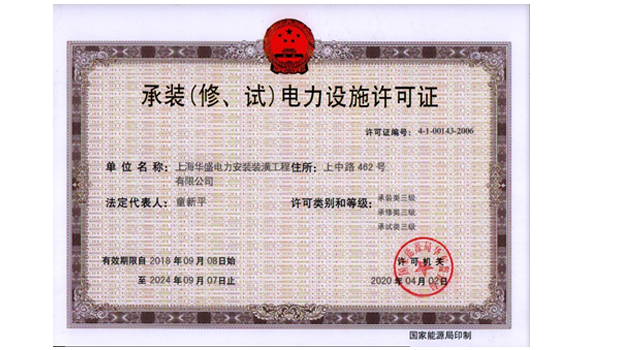 承装(修、试)电力设施许可证
许可证编号: 4-1-00143-2006
单位名称: 上海华盛电力安装装潢工程 住所: 上中路 462 号
有限公司
法定代表人: 童新平 许可类别和等级: 承装类三级
承修类三级
承试类三级
有效期限自 2018 年 09 月 08日始 许可机关
至 2024 年 09 月 07日止 2020 年 04 月 02日
国家能源局印制